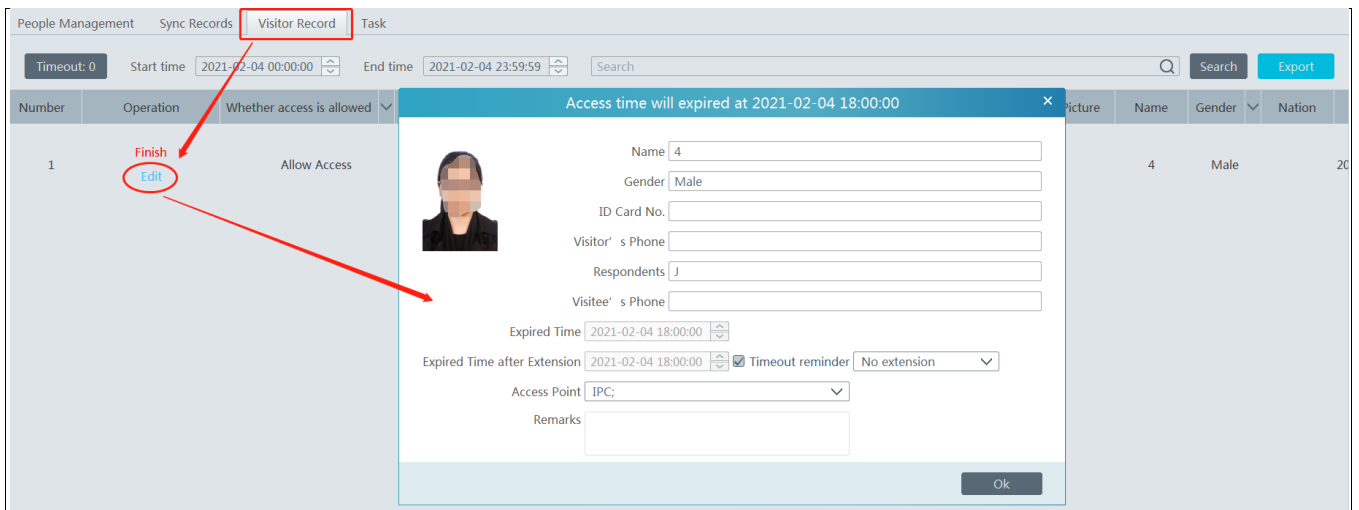 People Management Sync Records Visitor Record Task
Timeout: 0 Start time 2021-02-04 00:00:00 End time 2021-02-04 23:59:59 Search Search Export
Number Operation Whether access is allowed Picture Name Gender Nation
Access time will expired at 2021-02-04 18:00:00 ×
1 Finish Allow Access 4 Male 20
Edit
Name 4
Gender Male
ID Card No.
Visitor' s Phone
Respondents J
Visitee' s Phone
Expired Time 2021-02-04 18:00:00
Expired Time after Extension 2021-02-04 18:00:00 Timeout reminder No extension
Access Point IPC;
Remarks
Ok